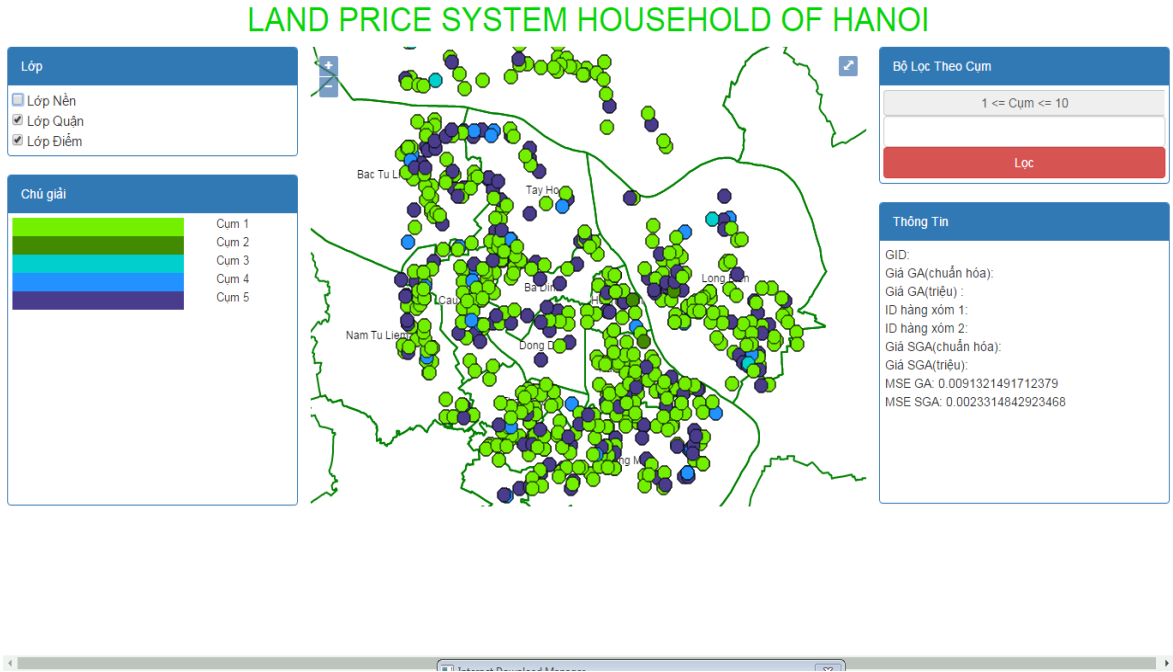 LAND PRICE SYSTEM HOUSEHOLD OF HANOI
Lớp
Lớp Nền
Lớp Quận
Lớp Điểm
Chú giải
Cụm 1
Cụm 2
Cụm 3
Cụm 4
Cụm 5
+
−
Bac Tu Li
Tay Ho
Long
Ba Din
Cau
Nam Tu Liem
Dong D
ng M
Bộ Lọc Theo Cụm
1 <= Cụm <= 10
Lọc
Thông Tin
GID:
Giá GA(chuẩn hóa):
Giá GA(triệu) :
ID hàng xóm 1:
ID hàng xóm 2:
Giá SGA(chuẩn hóa):
Giá SGA(triệu):
MSE GA: 0.0091321491712379
MSE SGA: 0.0023314842923468
Internet Download Manager